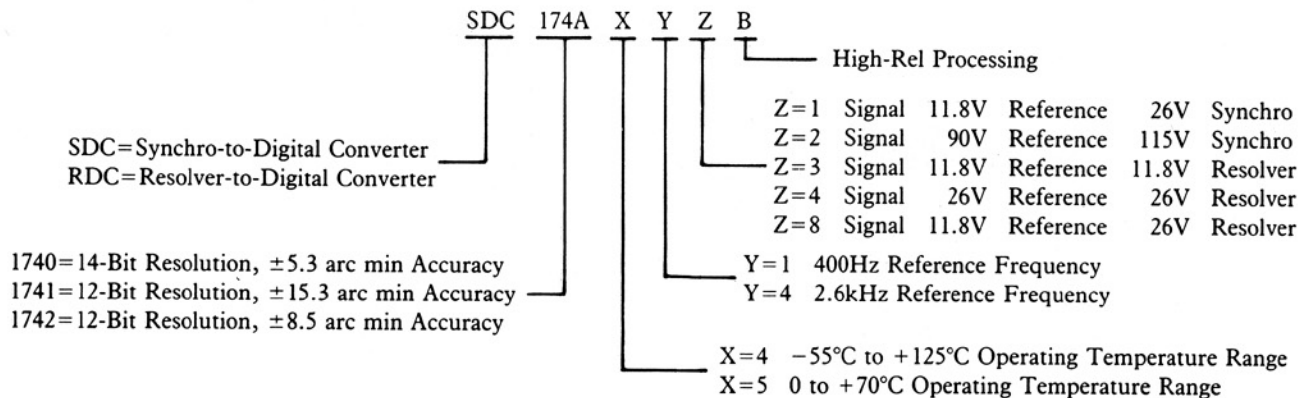 SDC 174A X Y Z B
High-Rel Processing
Z=1 Signal 11.8V Reference 26V Synchro
Z=2 Signal 90V Reference 115V Synchro
Z=3 Signal 11.8V Reference 11.8V Resolver
Z=4 Signal 26V Reference 26V Resolver
Z=8 Signal 11.8V Reference 26V Resolver
SDC=Synchro-to-Digital Converter
RDC=Resolver-to-Digital Converter
1740=14-Bit Resolution, ±5.3 arc min Accuracy
1741=12-Bit Resolution, ±15.3 arc min Accuracy
1742=12-Bit Resolution, ±8.5 arc min Accuracy
Y=1 400Hz Reference Frequency
Y=4 2.6kHz Reference Frequency
X=4 −55°C to +125°C Operating Temperature Range
X=5 0 to +70°C Operating Temperature Range